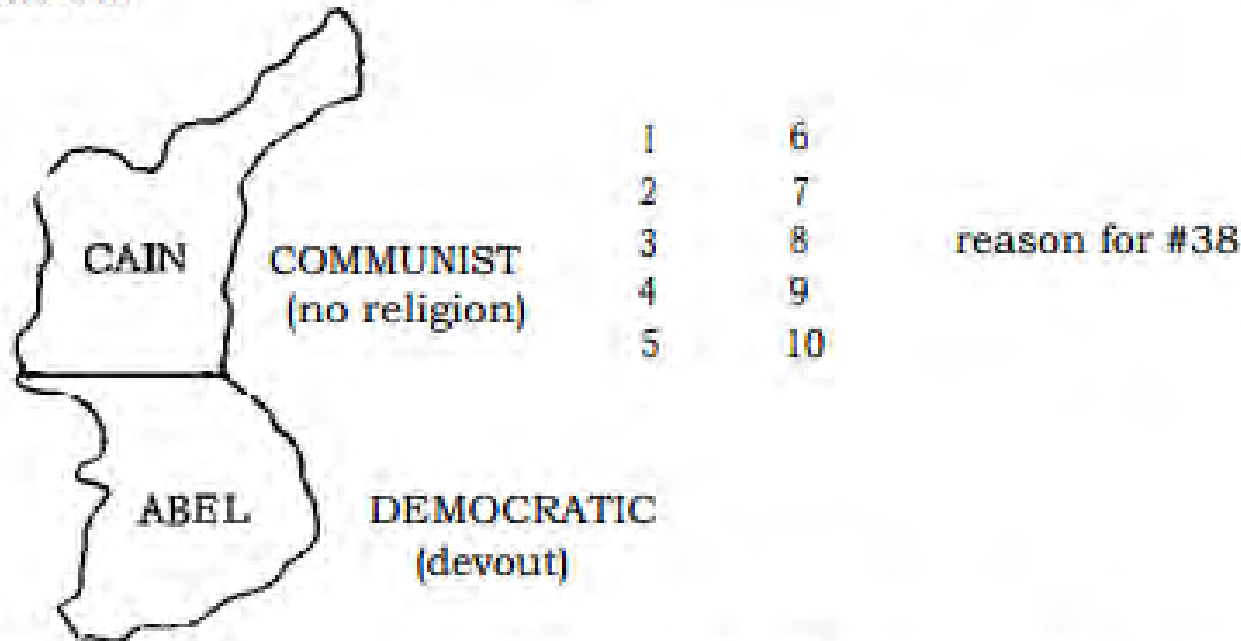 1 6
2 7
CAIN COMMUNIST 3 8 reason for #38
(no religion) 4 9
5 10
ABEL DEMOCRATIC
(devout)